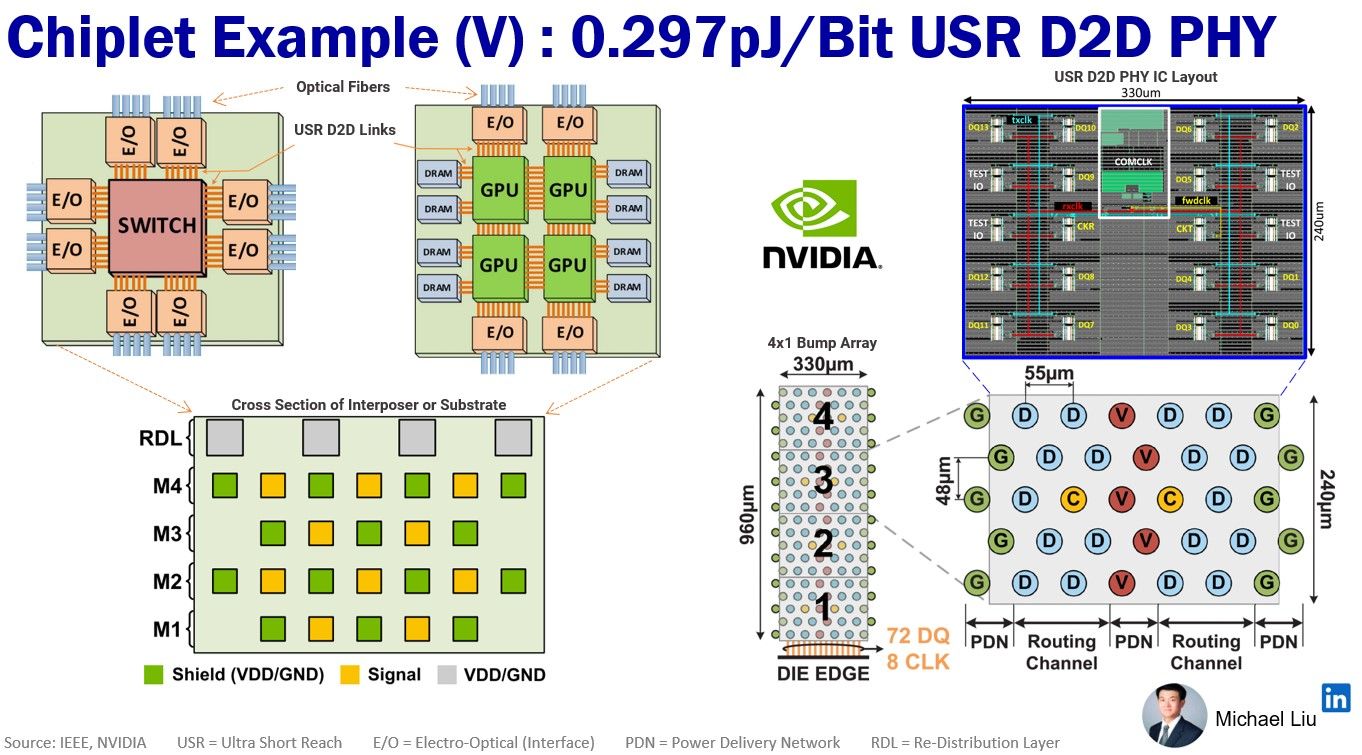 Chiplet Example (V) : 0.297pJ/Bit USR D2D PHY
Optical Fibers
USR D2D Links
E/O E/O
E/O E/O
SWITCH
E/O E/O
E/O E/O
E/O E/O
DRAM GPU GPU DRAM
DRAM DRAM
DRAM GPU GPU DRAM
DRAM DRAM
E/O E/O
NVIDIA.
USR D2D PHY IC Layout
330um
DQ13 txclk DQ10 DQ6 DQ2
COMCLK
TEST IO DQ9 DQ5 TEST IO
rxclk fwdclk
TEST IO CKR CKT TEST IO
DQ12 DQ8 DQ4 DQ1
DQ11 DQ7 DQ3 DQ0
240um
Cross Section of Interposer or Substrate
RDL
M4
M3
M2
M1
Shield (VDD/GND) Signal VDD/GND
4x1 Bump Array
330μm
960μm
4
3
2
1
72 DQ
8 CLK
DIE EDGE
55μm
G D D V D D G
G D D V D D G
48μm
G D C V C D G
G D D V D D G
G D D V D D G
240μm
PDN Routing Channel PDN Routing Channel PDN
in
Michael Liu
Source: IEEE, NVIDIA USR = Ultra Short Reach E/O = Electro-Optical (Interface) PDN = Power Delivery Network RDL = Re-Distribution Layer